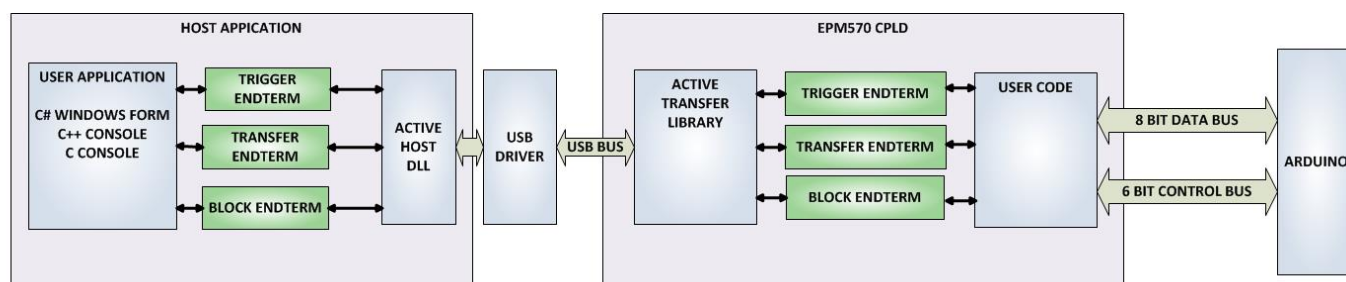 HOST APPICATION
USER APPLICATION
C# WINDOWS FORM
C++ CONSOLE
C CONSOLE
TRIGGER
ENDTERM
TRANSFER
ENDTERM
BLOCK ENDTERM
ACTIVE
HOST
DLL
USB
DRIVER
USB BUS
EPM570 CPLD
ACTIVE
TRANSFER
LIBRARY
TRIGGER ENDTERM
TRANSFER ENDTERM
BLOCK ENDTERM
USER CODE
8 BIT DATA BUS
6 BIT CONTROL BUS
ARDUINO